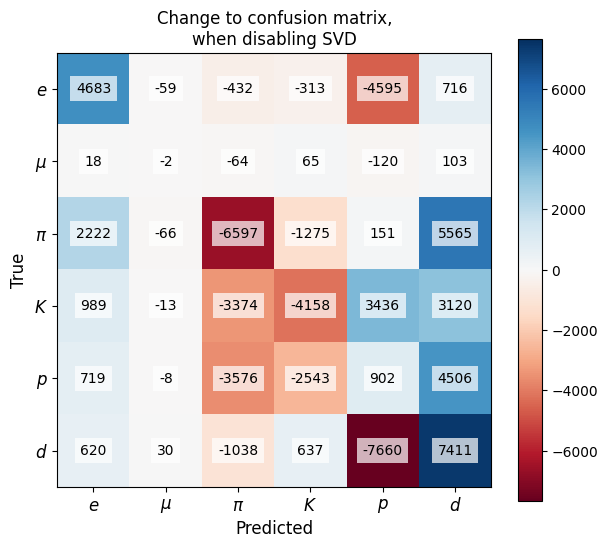 Change to confusion matrix,
when disabling SVD
e 4683 -59 -432 -313 -4595 716
μ 18 -2 -64 65 -120 103
π 2222 -66 -6597 -1275 151 5565
K 989 -13 -3374 -4158 3436 3120
p 719 -8 -3576 -2543 902 4506
d 620 30 -1038 637 -7660 7411
e μ π K p d
Predicted
True
6000
4000
2000
0
−2000
−4000
−6000